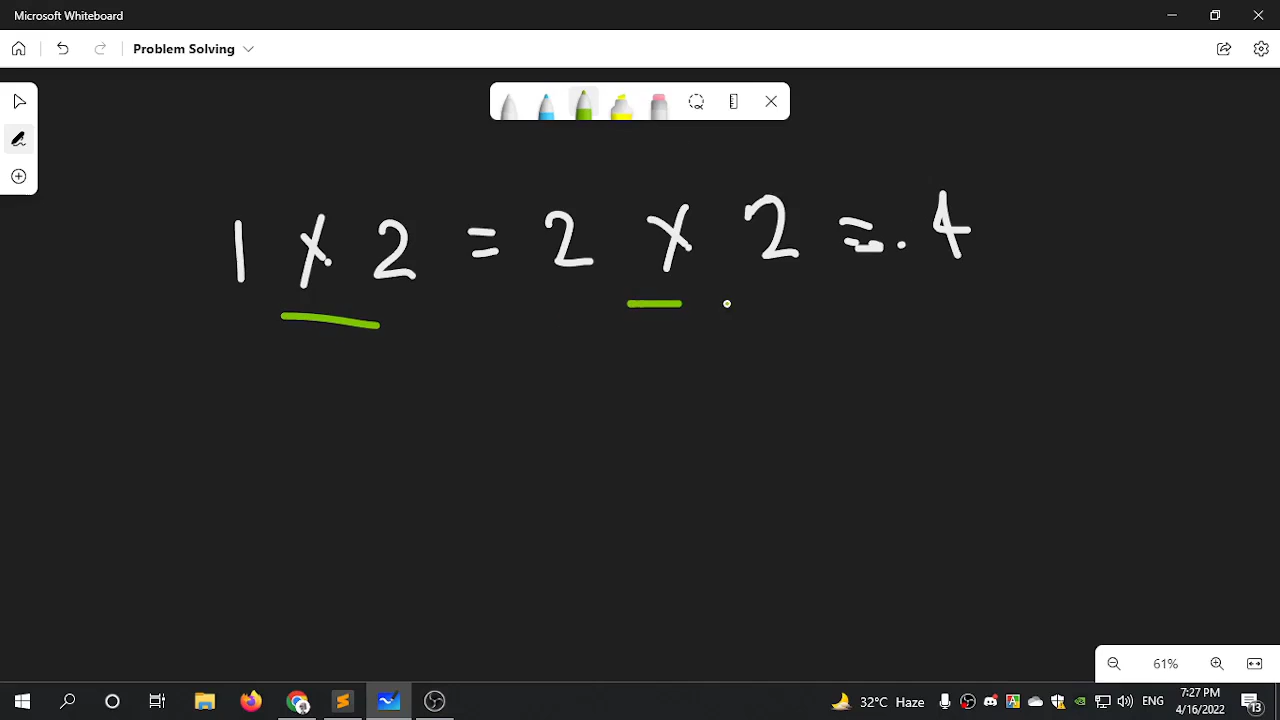 Microsoft Whiteboard
Problem Solving
1 x 2 = 2 x 2 = 4
61%
32°C Haze
ENG
7:27 PM
4/16/2022
13